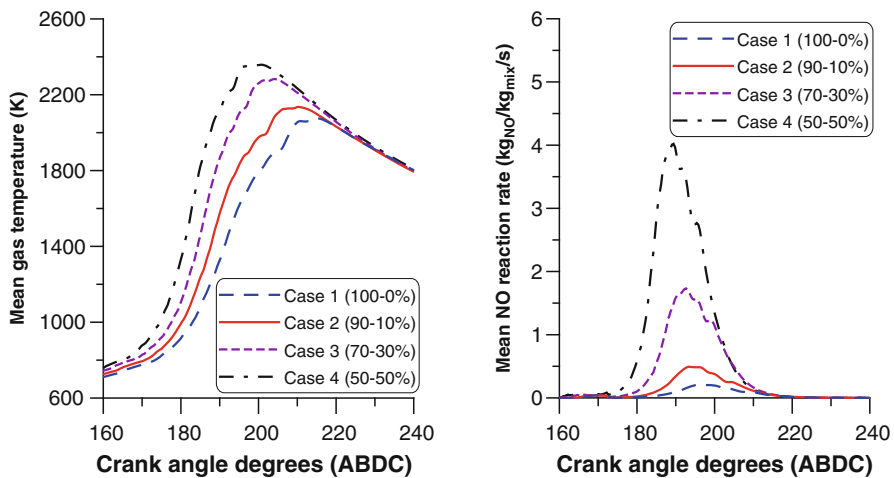 2600
2200
1800
1400
1000
600
Mean gas temperature (K)
Case 1 (100-0%)
Case 2 (90-10%)
Case 3 (70-30%)
Case 4 (50-50%)
160
180
200
220
240
Crank angle degrees (ABDC)
6
5
4
3
2
1
0
Mean NO reaction rate (kgNO/kgmix/s)
Case 1 (100-0%)
Case 2 (90-10%)
Case 3 (70-30%)
Case 4 (50-50%)
160
180
200
220
240
Crank angle degrees (ABDC)